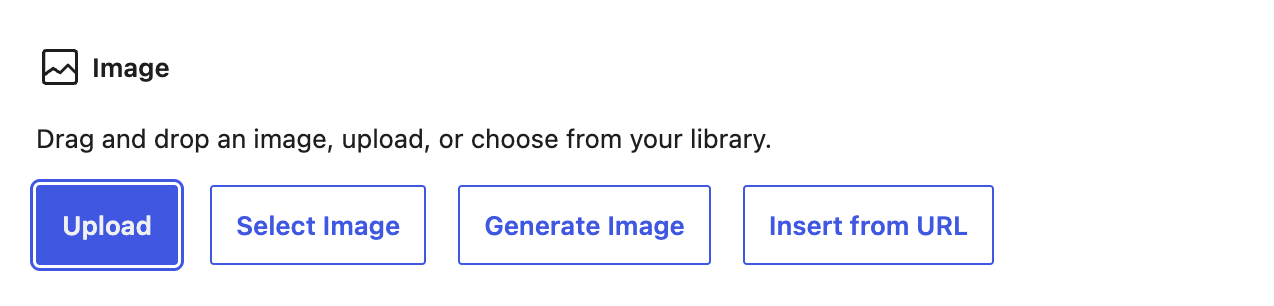 Image
Drag and drop an image, upload, or choose from your library.
Upload Select Image Generate Image Insert from URL